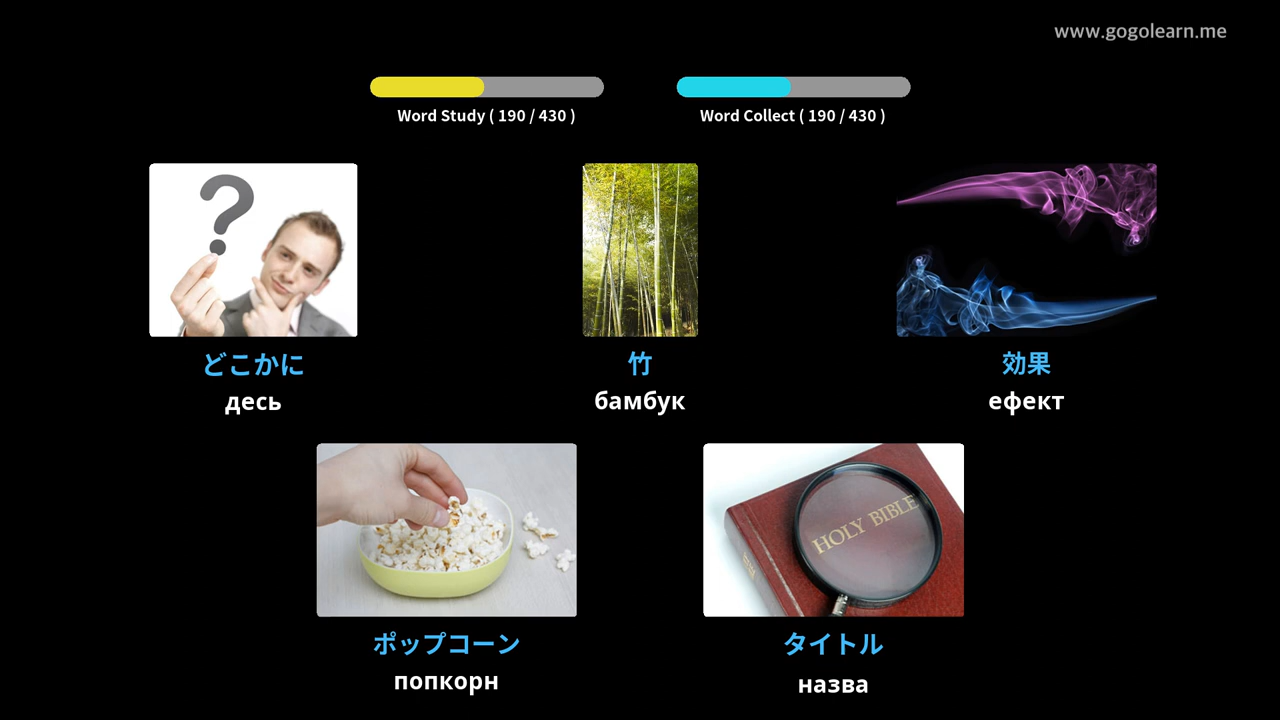 www.gogolearn.me
Word Study ( 190 / 430 )
Word Collect ( 190 / 430 )
どこかに
десь
竹
бамбук
効果
ефект
HOLY BIBLE
ポップコーン
попкорн
タイトル
назва